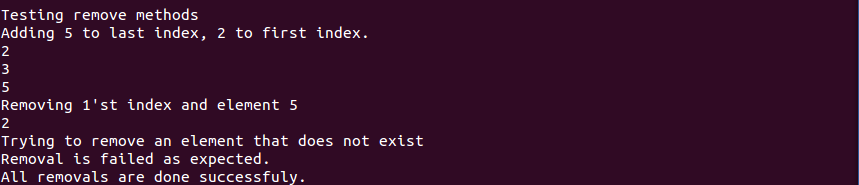 Testing remove methods
Adding 5 to last index, 2 to first index.
2
3
5
Removing 1'st index and element 5
2
Trying to remove an element that does not exist
Removal is failed as expected.
All removals are done successfuly.